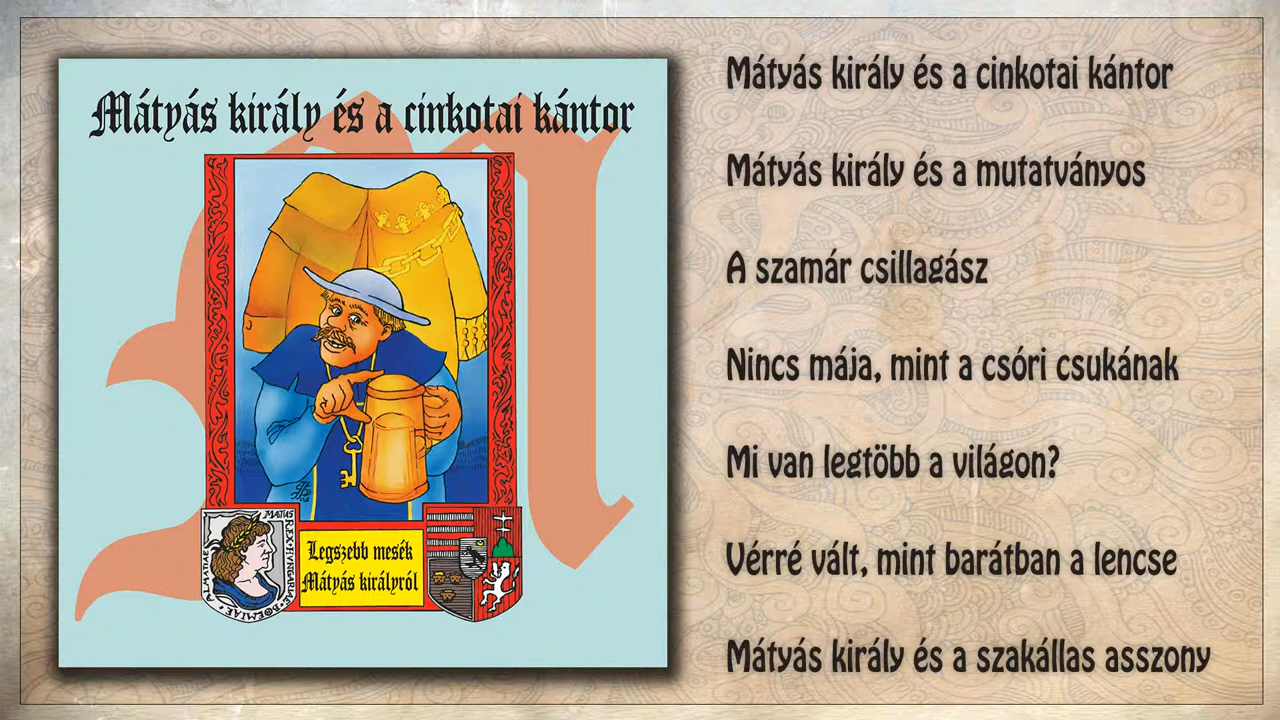 Mátyás király és a cinkotai kántor
Legszebb mesék
Mátyás királyról
Mátyás király és a cinkotai kántor
Mátyás király és a mutatványos
A szamár csillagász
Nincs mája, mint a csóri csukának
Mi van legtöbb a világon?
Vérré vált, mint barátban a lencse
Mátyás király és a szakállas asszony